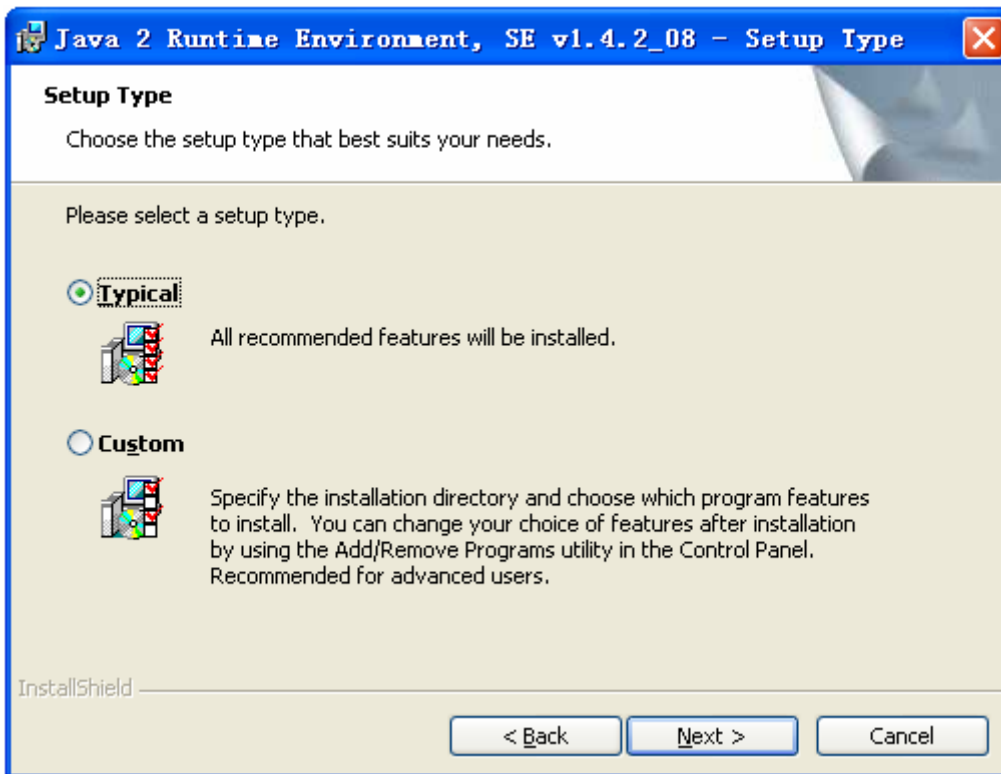 Java 2 Runtime Environment, SE v1.4.2_08 - Setup Type
Setup Type
Choose the setup type that best suits your needs.
Please select a setup type.
Typical
All recommended features will be installed.
Custom
Specify the installation directory and choose which program features
to install.  You can change your choice of features after installation
by using the Add/Remove Programs utility in the Control Panel.
Recommended for advanced users.
InstallShield
< Back
Next >
Cancel